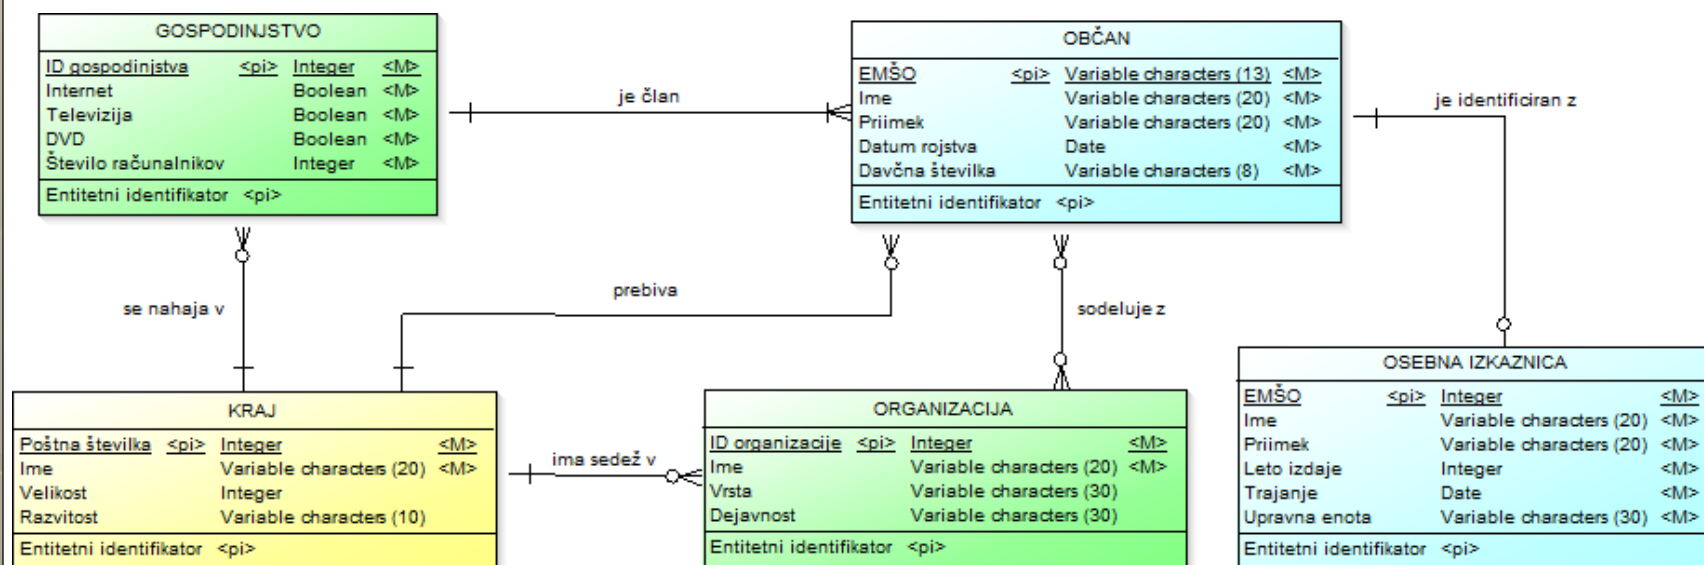 GOSPODINJSTVO
ID gospodinjstva <pi> Integer <M>
Internet Boolean <M>
Televizija Boolean <M>
DVD Boolean <M>
Število računalnikov Integer <M>
Entitetni identifikator <pi>
je član
OBČAN
EMŠO <pi> Variable characters (13) <M>
Ime Variable characters (20) <M>
Priimek Variable characters (20) <M>
Datum rojstva Date <M>
Davčna številka Variable characters (8) <M>
Entitetni identifikator <pi>
je identificiran z
se nahaja v
prebiva
sodeluje z
KRAJ
Poštna številka <pi> Integer <M>
Ime Variable characters (20) <M>
Velikost Integer
Razvitost Variable characters (10)
Entitetni identifikator <pi>
ima sedež v
ORGANIZACIJA
ID organizacije <pi> Integer <M>
Ime Variable characters (20) <M>
Vrsta Variable characters (30)
Dejavnost Variable characters (30)
Entitetni identifikator <pi>
OSEBNA IZKAZNICA
EMŠO <pi> Integer <M>
Ime Variable characters (20) <M>
Priimek Variable characters (20) <M>
Leto izdaje Integer <M>
Trajanje Date <M>
Upravna enota Variable characters (30) <M>
Entitetni identifikator <pi>